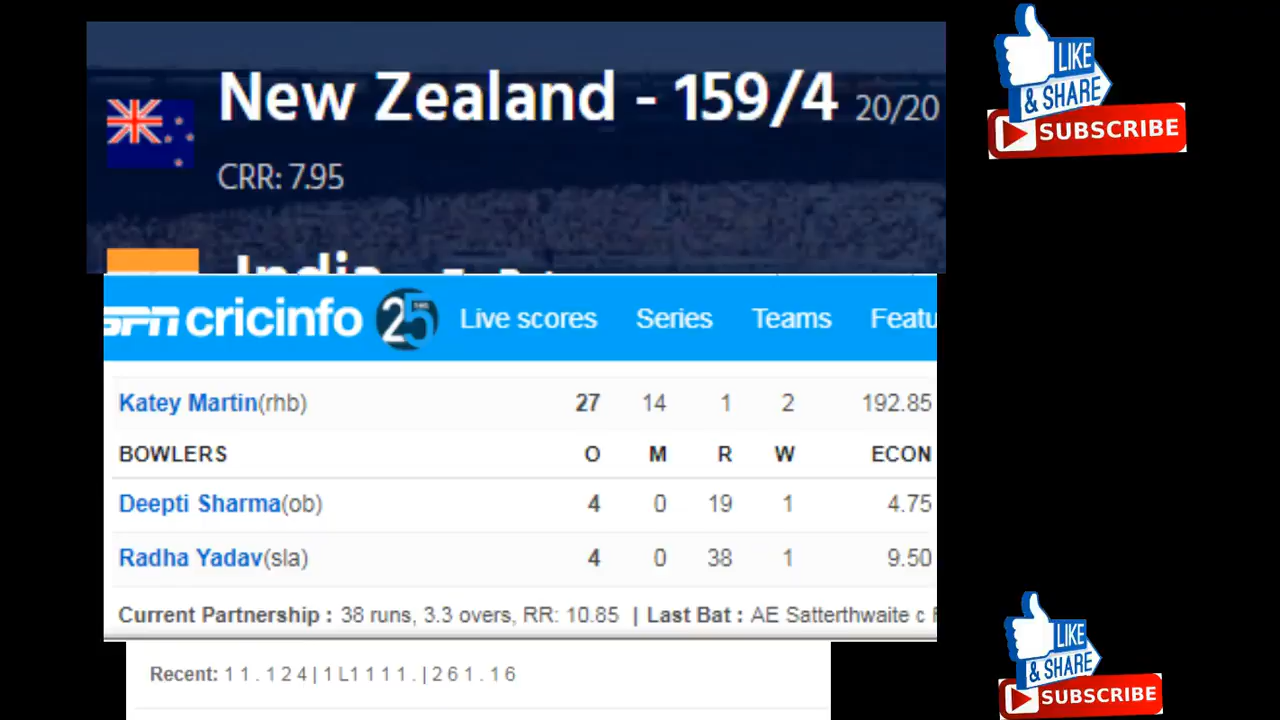 New Zealand - 159/4 20/20
CRR: 7.95
India
ESPN cricinfo 25 Live scores Series Teams Featu
Katey Martin(rhb) 27 14 1 2 192.85
BOWLERS O M R W ECON
Deepti Sharma(ob) 4 0 19 1 4.75
Radha Yadav(sla) 4 0 38 1 9.50
Current Partnership : 38 runs, 3.3 overs, RR: 10.85 | Last Bat : AE Satterthwaite c
Recent: 1 1 . 1 2 4 | 1 L1 1 1 1 . | 2 6 1 . 1 6
LIKE
& SHARE
SUBSCRIBE
LIKE
& SHARE
SUBSCRIBE